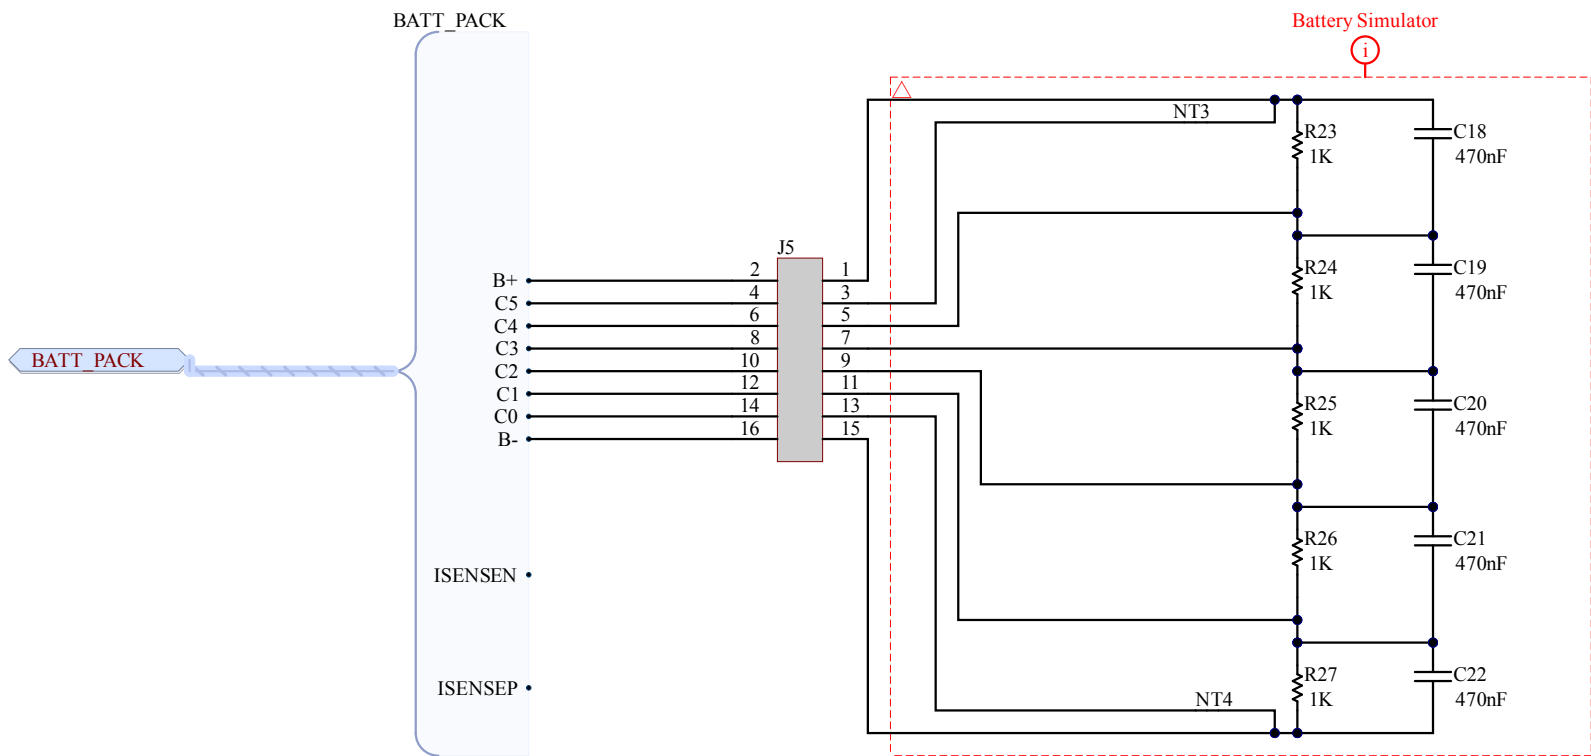 BATT_PACK
Battery Simulator
i
NT3
R23
1K
C18
470nF
J5
B+ 2 1
C5 4 3
C4 6 5
C3 8 7
C2 10 9
C1 12 11
C0 14 13
B- 16 15
R24
1K
C19
470nF
BATT_PACK
R25
1K
C20
470nF
R26
1K
C21
470nF
ISENSEN
ISENSEP
NT4
R27
1K
C22
470nF